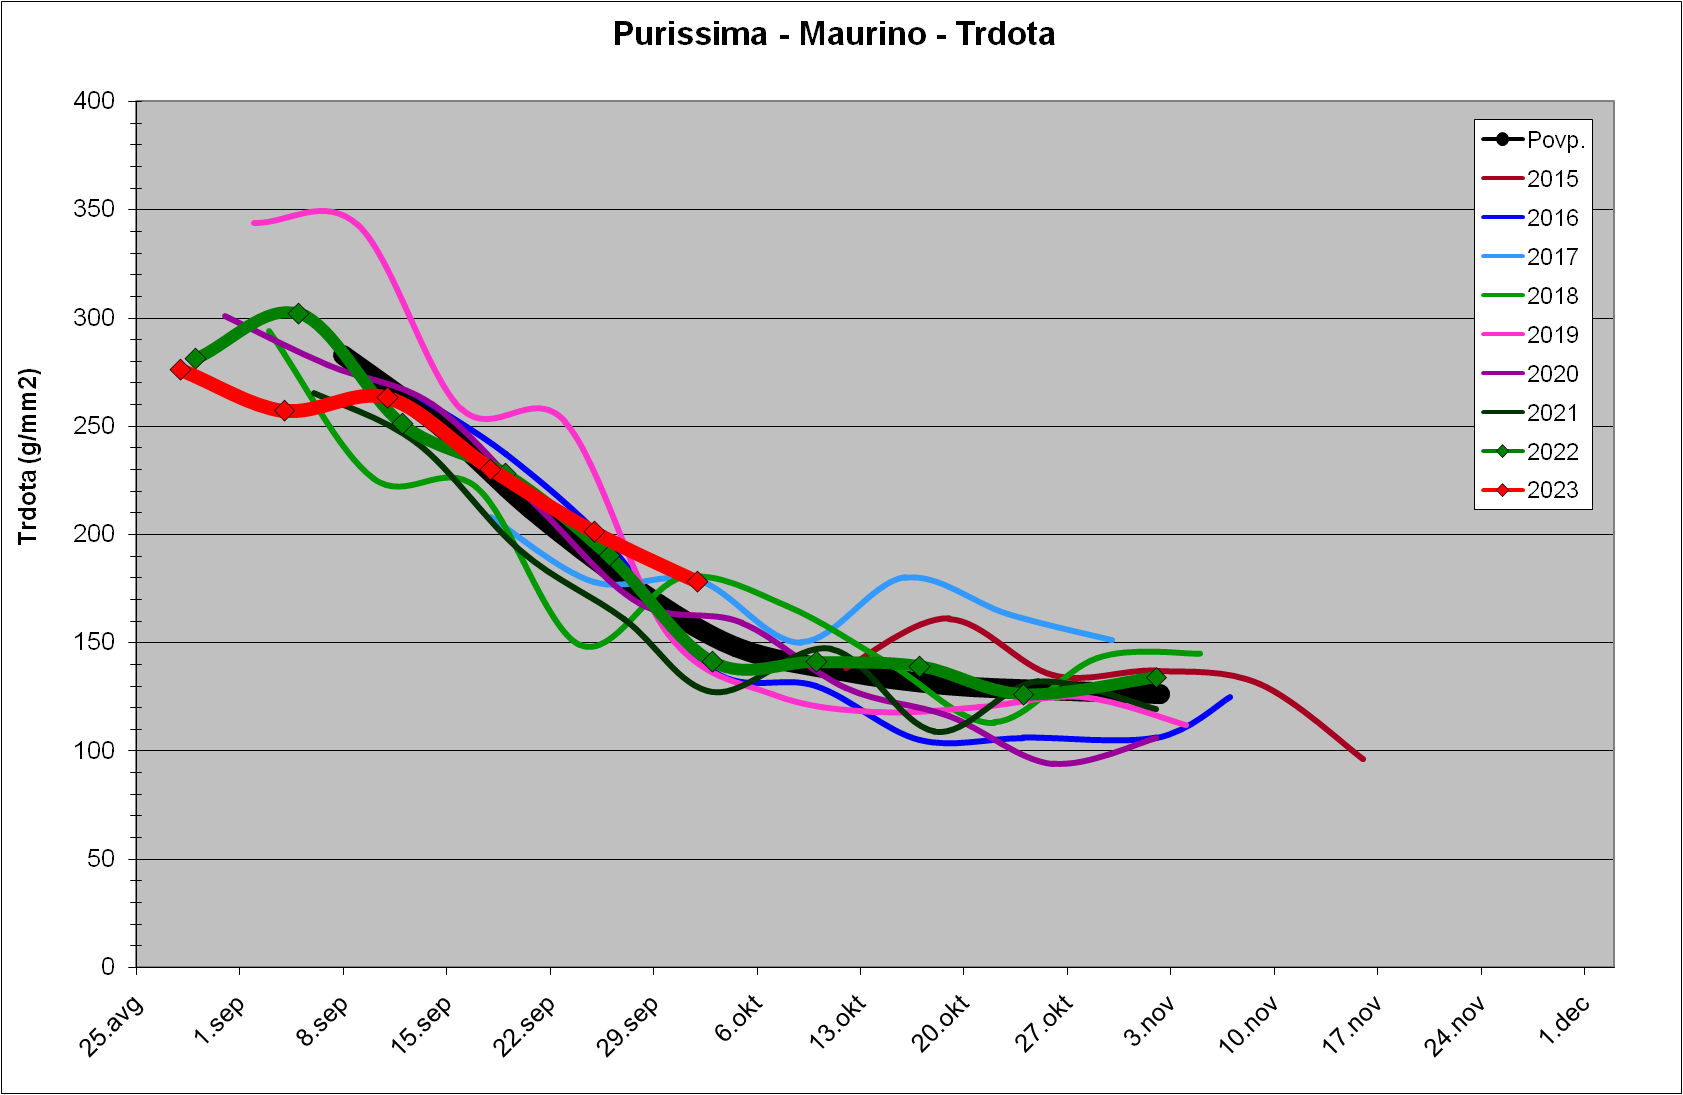 Purissima - Maurino - Trdota
Trdota (g/mm2)
400
350
300
250
200
150
100
50
0
25.avg
1.sep
8.sep
15.sep
22.sep
29.sep
6.okt
13.okt
20.okt
27.okt
3.nov
10.nov
17.nov
24.nov
1.dec
Povp.
2015
2016
2017
2018
2019
2020
2021
2022
2023